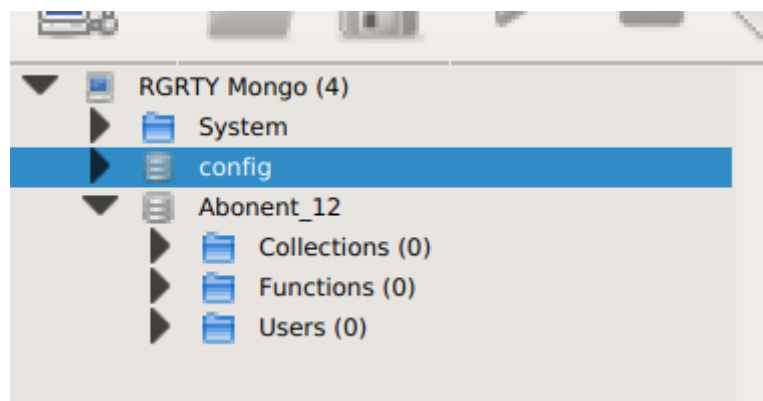 RGRTY Mongo (4)
System
config
Abonent_12
Collections (0)
Functions (0)
Users (0)